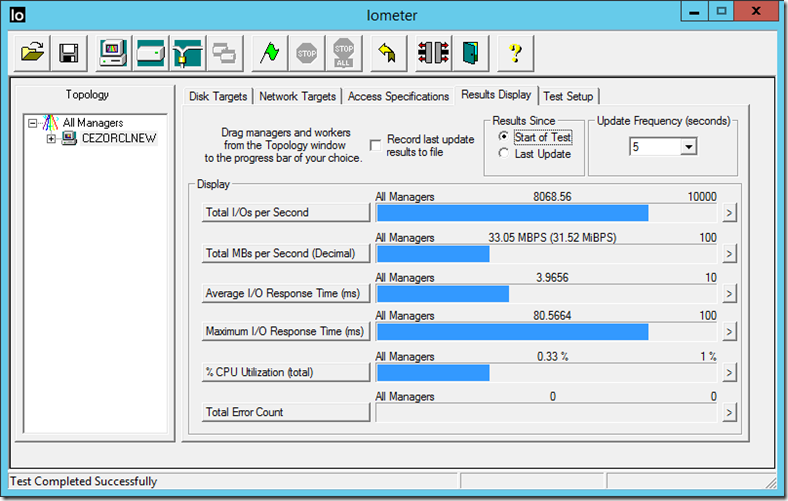 Io
Iometer
STOP
STOP
ALL
?
Topology
All Managers
CEZORCLNEW
Disk Targets
Network Targets
Access Specifications
Results Display
Test Setup
Drag managers and workers
from the Topology window
to the progress bar of your choice.
Record last update
results to file
Results Since
Start of Test
Last Update
Update Frequency (seconds)
5
Display
All Managers 8068.56 10000
Total I/Os per Second >
All Managers 33.05 MBPS (31.52 MiBPS) 100
Total MBs per Second (Decimal) >
All Managers 3.9656 10
Average I/O Response Time (ms) >
All Managers 80.5664 100
Maximum I/O Response Time (ms) >
All Managers 0.33 % 1 %
% CPU Utilization (total) >
All Managers 0 0
Total Error Count >
Test Completed Successfully